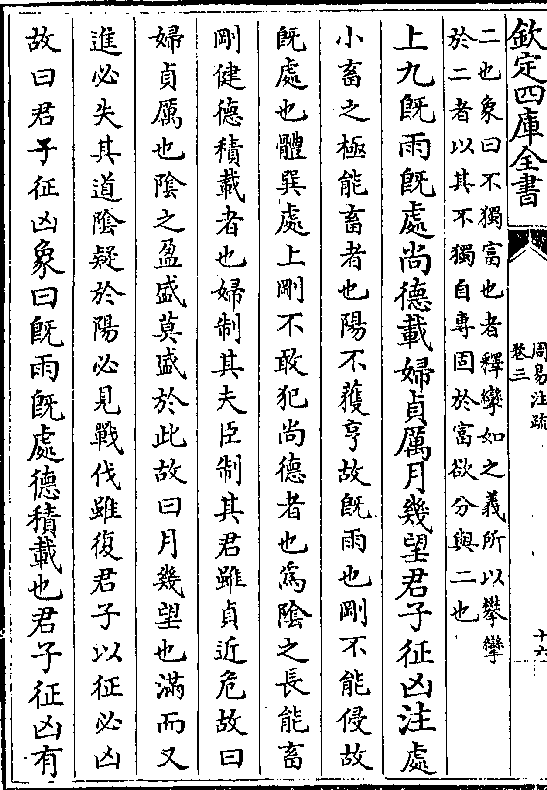 欽定四庫全書
周易注疏
卷三
十六
二也象曰不獨富也者釋攣如之義所以攀攣
於二者以其不獨自専固於富欲分與二也
上九既雨既處尚德載婦貞厲月幾望君子征凶注處
小畜之極能畜者也陽不獲亨故既雨也剛不能侵故
既處也體巽處上剛不敢犯尚德者也為隂之長能畜
剛健德積載者也婦制其夫臣制其君雖貞近危故曰
婦貞厲也隂之盈盛莫盛於此故曰月幾望也滿而又
進必失其道隂疑於陽必見戰伐雖復君子以征必凶
故曰君子征凶象曰既雨既處德積載也君子征凶有